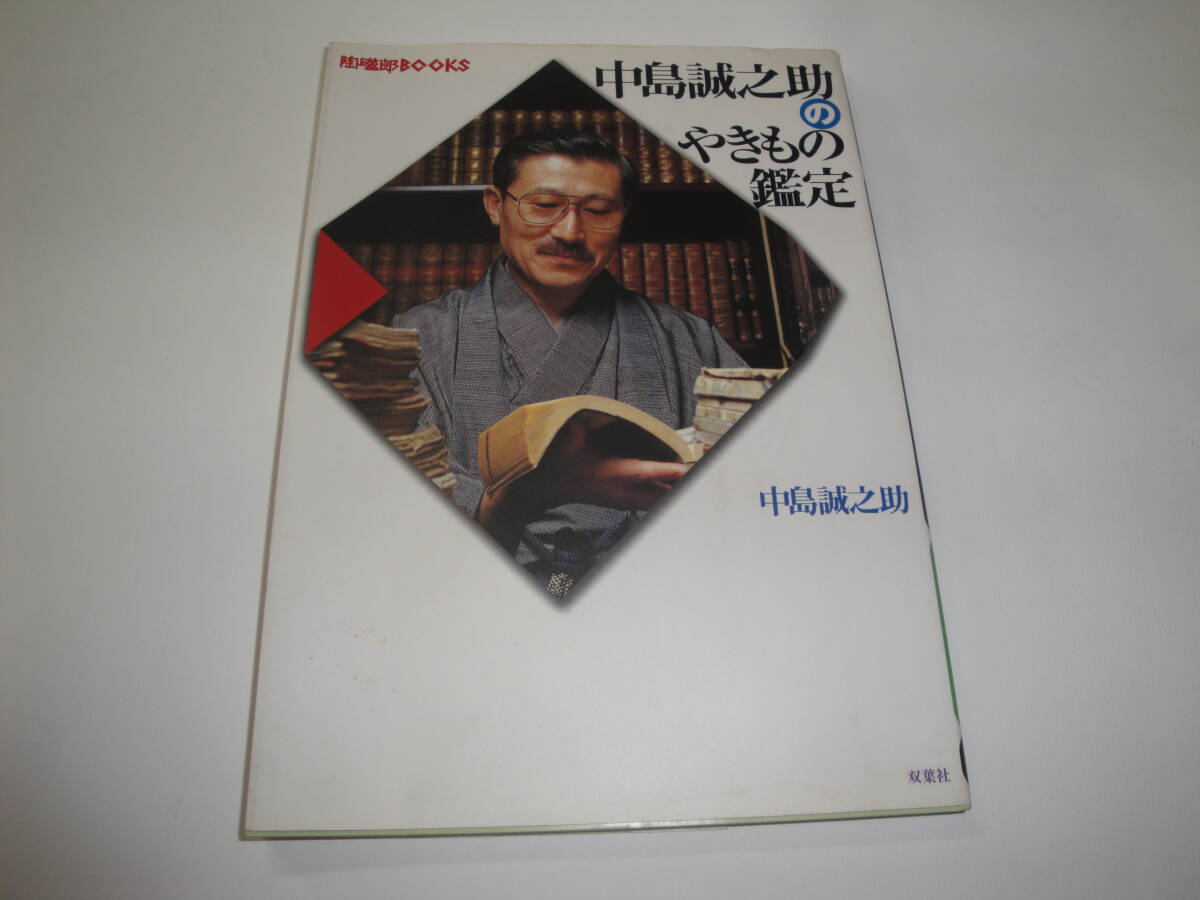 陶磁郎BOOKS
中島誠之助
の
やきもの
鑑定
中島誠之助
双葉社